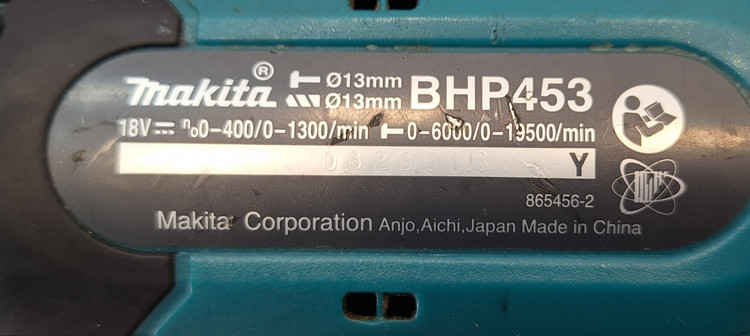 Makita® Ø13mm BHP453
Ø13mm
18V n₀0-400/0-1300/min 0-6000/0-19500/min
Y
865456-2
Makita Corporation Anjo,Aichi,Japan Made in China